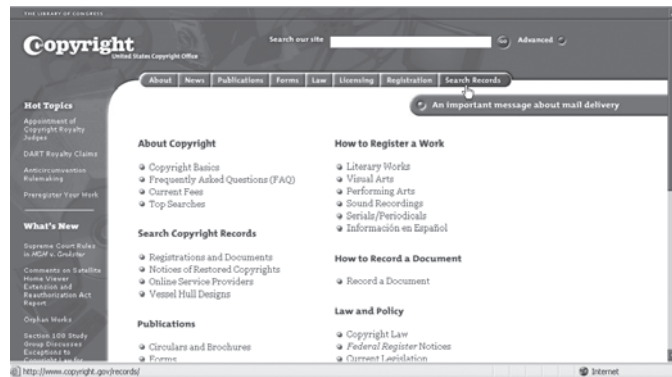 THE LIBRARY OF CONGRESS
Copyright
United States Copyright Office
Search our site
Go
Advanced
About News Publications Forms Law Licensing Registration Search Records
An important message about mail delivery
Hot Topics
Appointment of
Copyright Royalty
Judges
DART Royalty Claims
Anticircumvention
Rulemaking
Preregister Your Work
What's New
Supreme Court Rules
in MGM v. Grokster
Comments on Satellite
Home Viewer
Extension and
Reauthorization Act
Report
Orphan Works
Section 108 Study
Group Discusses
Exceptions to
Copyright Law for
About Copyright
Copyright Basics
Frequently Asked Questions (FAQ)
Current Fees
Top Searches
Search Copyright Records
Registrations and Documents
Notices of Restored Copyrights
Online Service Providers
Vessel Hull Designs
Publications
Circulars and Brochures
Forms
How to Register a Work
Literary Works
Visual Arts
Performing Arts
Sound Recordings
Serials/Periodicals
Información en Español
How to Record a Document
Record a Document
Law and Policy
Copyright Law
Federal Register Notices
Current Legislation
http://www.copyright.gov/records/
Internet